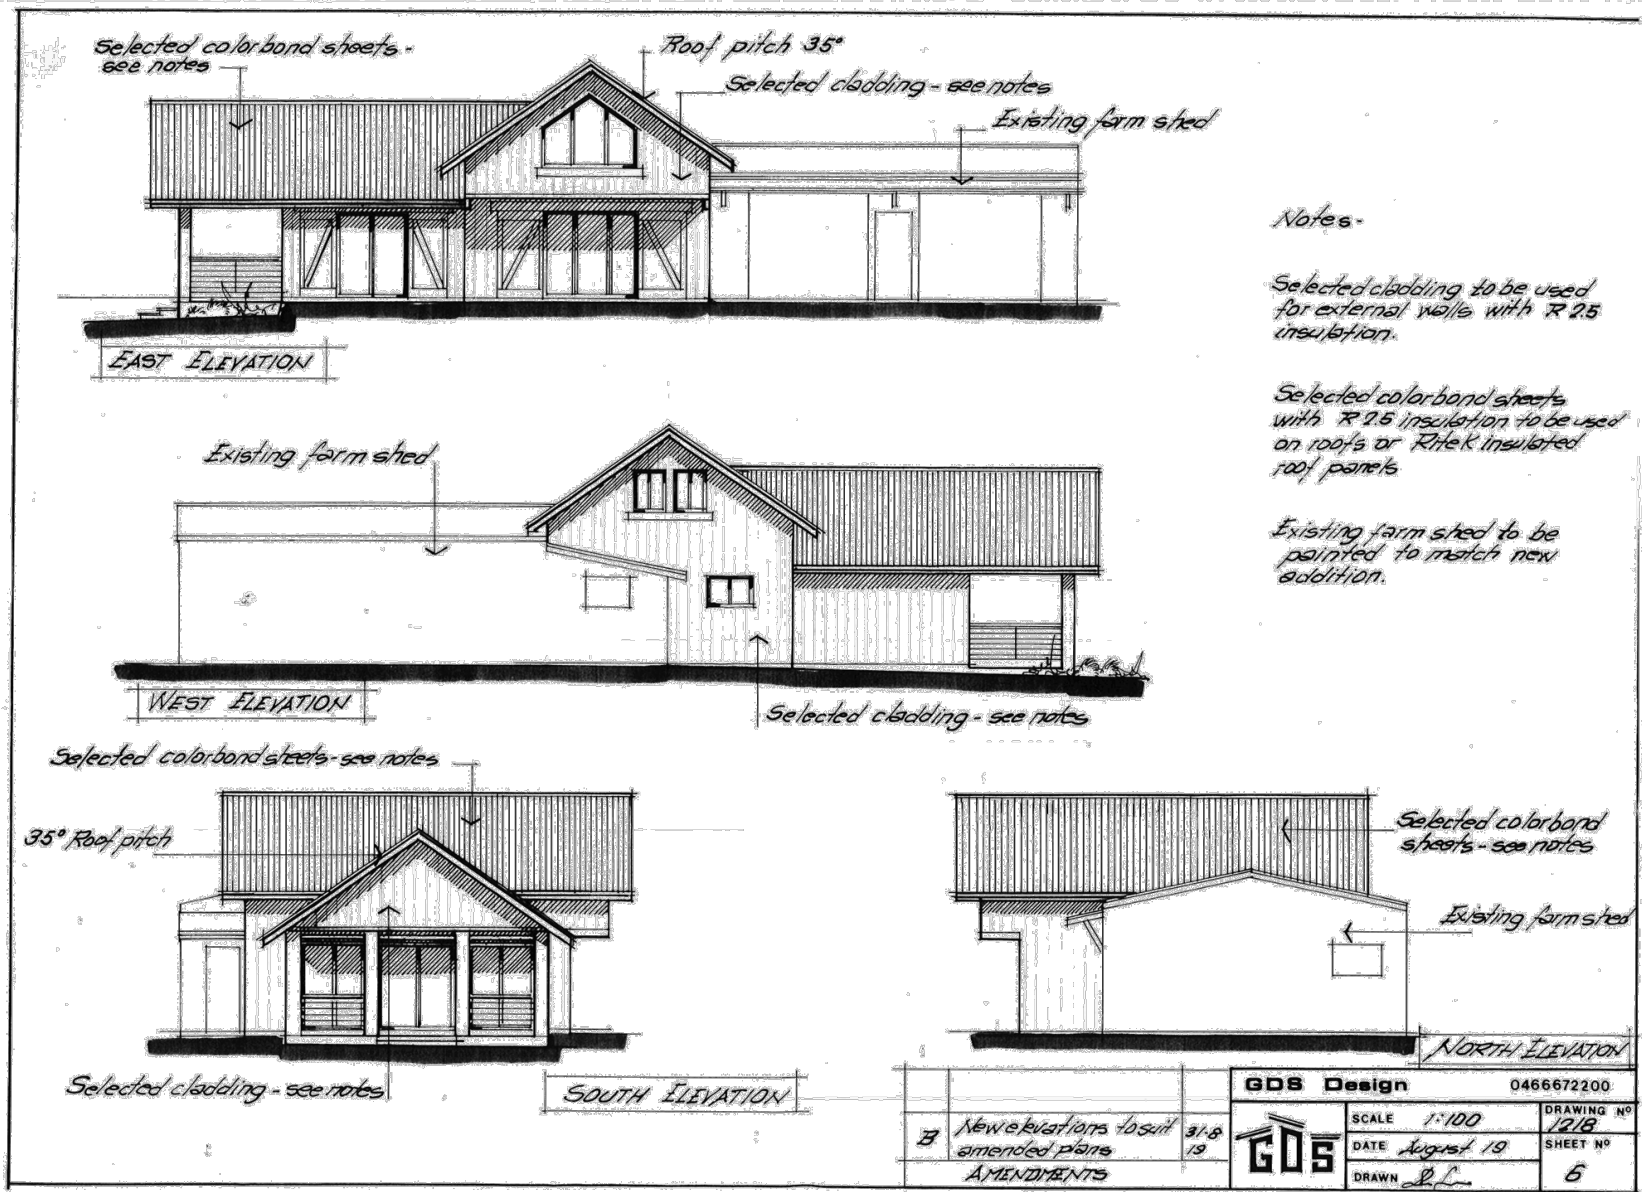 Selected colorbond sheets -
see notes
Roof pitch 35°
Selected cladding - see notes
Existing farm shed
EAST ELEVATION
Notes -
Selected cladding to be used
for external walls with R 2.5
insulation.
Selected colorbond sheets
with R 2.5 insulation to be used
on roofs or Ritek insulated
roof panels
Existing farm shed to be
painted to match new
addition.
Existing farm shed
WEST ELEVATION
Selected cladding - see notes
Selected colorbond sheets - see notes
35° Roof pitch
Selected cladding - see notes
SOUTH ELEVATION
Selected colorbond
sheets - see notes
Existing farm shed
NORTH ELEVATION
B New elevations to suit 31-8
amended plans 19
AMENDMENTS
GDS Design 0466672200
GDS
SCALE 1:100
DATE August 19
DRAWN
DRAWING Nº
1218
SHEET Nº
6